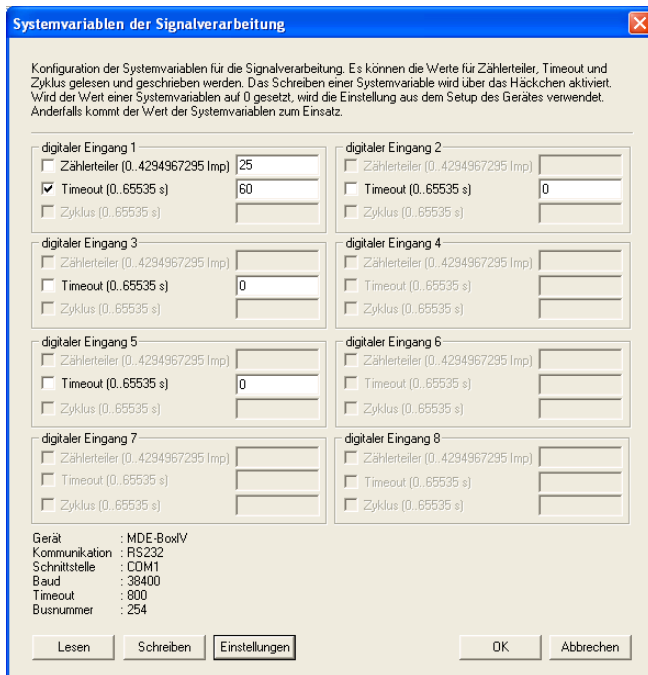 Systemvariablen der Signalverarbeitung
Konfiguration der Systemvariablen für die Signalverarbeitung. Es können die Werte für Zählerteiler, Timeout und
Zyklus gelesen und geschrieben werden. Das Schreiben einer Systemvariable wird über das Häckchen aktiviert.
Wird der Wert einer Systemvariablen auf 0 gesetzt, wird die Einstellung aus dem Setup des Gerätes verwendet.
Anderfalls kommt der Wert der Systemvariablen zum Einsatz.
digitaler Eingang 1
Zählerteiler (0..4294967295 Imp) 25
Timeout (0..65535 s) 60
Zyklus (0..65535 s)
digitaler Eingang 2
Zählerteiler (0..4294967295 Imp)
Timeout (0..65535 s) 0
Zyklus (0..65535 s)
digitaler Eingang 3
Zählerteiler (0..4294967295 Imp)
Timeout (0..65535 s) 0
Zyklus (0..65535 s)
digitaler Eingang 4
Zählerteiler (0..4294967295 Imp)
Timeout (0..65535 s)
Zyklus (0..65535 s)
digitaler Eingang 5
Zählerteiler (0..4294967295 Imp)
Timeout (0..65535 s) 0
Zyklus (0..65535 s)
digitaler Eingang 6
Zählerteiler (0..4294967295 Imp)
Timeout (0..65535 s)
Zyklus (0..65535 s)
digitaler Eingang 7
Zählerteiler (0..4294967295 Imp)
Timeout (0..65535 s)
Zyklus (0..65535 s)
digitaler Eingang 8
Zählerteiler (0..4294967295 Imp)
Timeout (0..65535 s)
Zyklus (0..65535 s)
Gerät : MDE-BoxIV
Kommunikation : RS232
Schnittstelle : COM1
Baud : 38400
Timeout : 800
Busnummer : 254
Lesen Schreiben Einstellungen OK Abbrechen